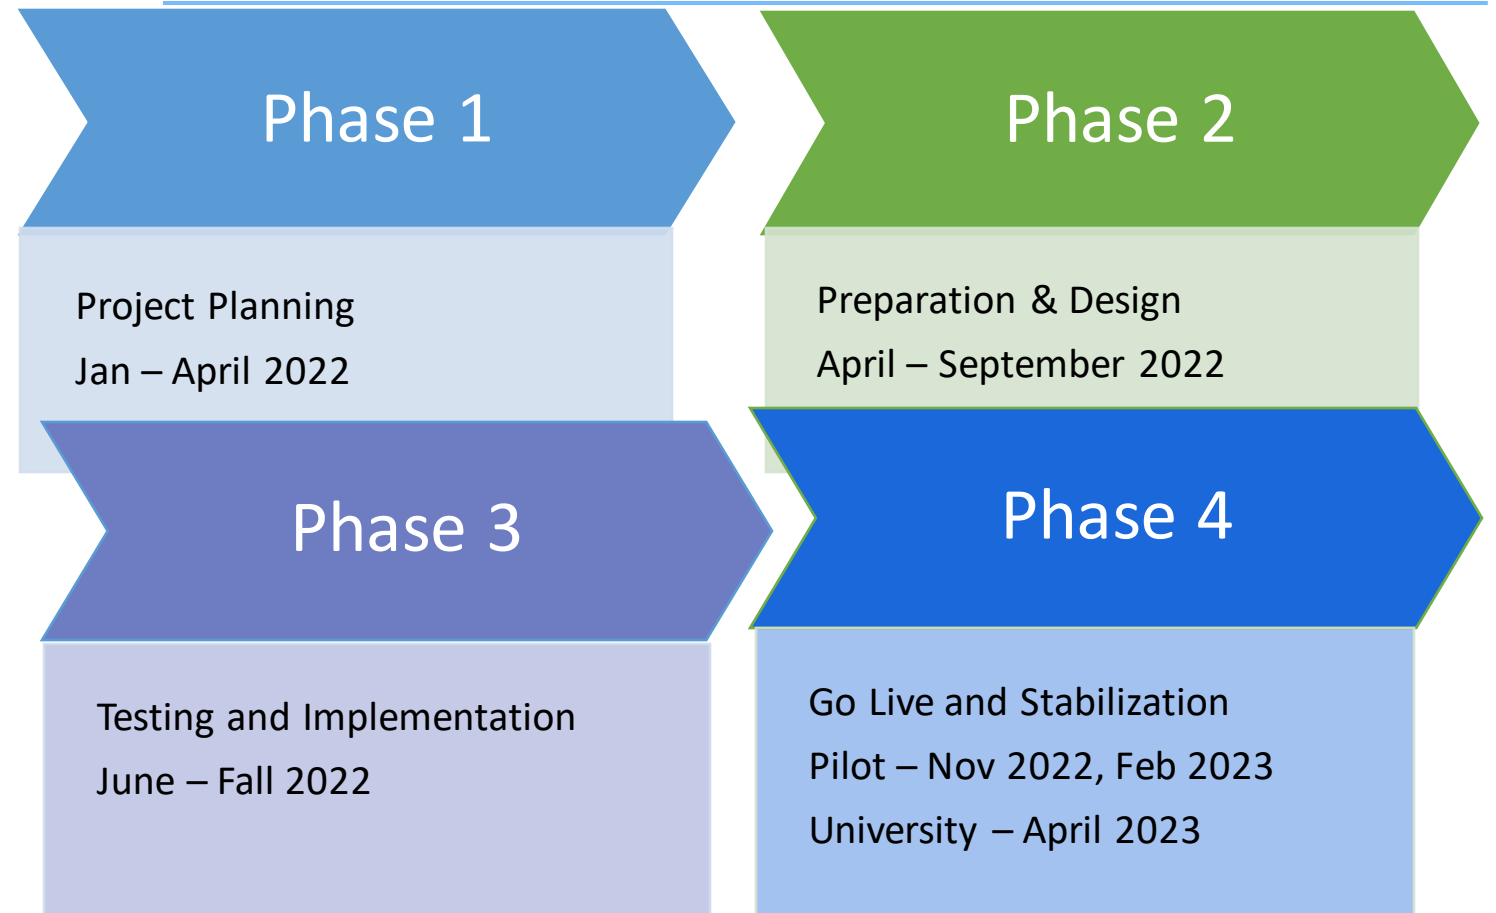 Phase 1
Project Planning
Jan – April 2022
Phase 2
Preparation & Design
April – September 2022
Phase 3
Testing and Implementation
June – Fall 2022
Phase 4
Go Live and Stabilization
Pilot – Nov 2022, Feb 2023
University – April 2023